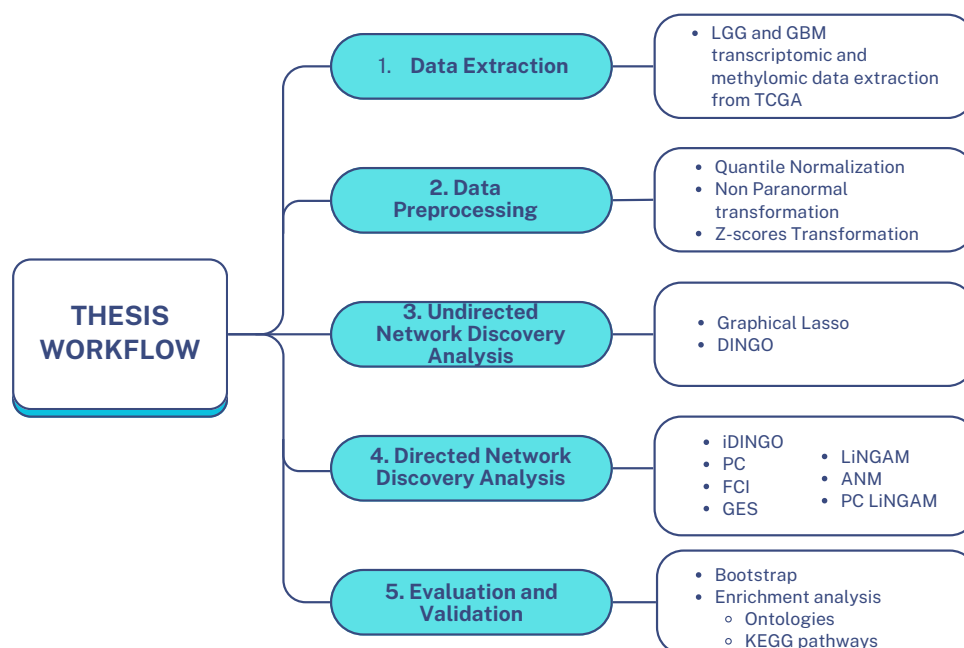 THESIS
WORKFLOW
1. Data Extraction
• LGG and GBM
transcriptomic and
methylomic data extraction
from TCGA
2. Data
Preprocessing
• Quantile Normalization
• Non Paranormal
transformation
• Z-scores Transformation
3. Undirected
Network Discovery
Analysis
• Graphical Lasso
• DINGO
4. Directed Network
Discovery Analysis
• iDINGO
• PC
• FCI
• GES
• LiNGAM
• ANM
• PC LiNGAM
5. Evaluation and
Validation
• Bootstrap
• Enrichment analysis
◦ Ontologies
◦ KEGG pathways